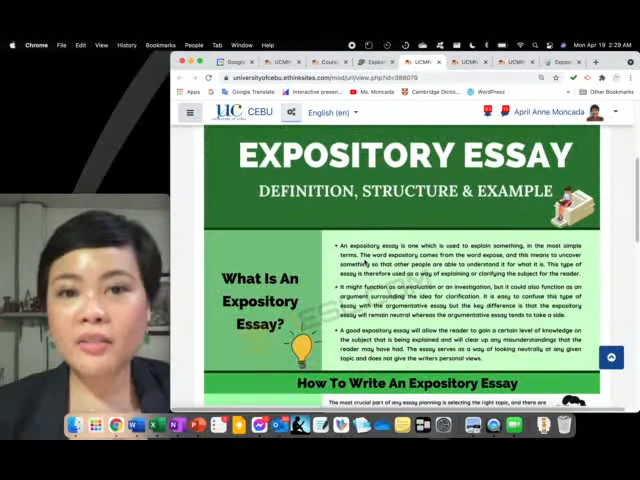 Chrome File Edit View History Bookmarks People Tab Window Help Mon Apr 19 2:29 AM
Google UCMN Cours Exposi UCMN UCMN UCMN Exposi
universityofcebu.ethinksites.com/mod/url/view.php?id=388079
Apps Google Translate Interactive presen... Ms. Moncada Cambridge Dictio... WordPress Other Bookmarks
UC CEBU English (en) April Anne Moncada
EXPOSITORY ESSAY
DEFINITION, STRUCTURE & EXAMPLE
What Is An
Expository
Essay?
• An expository essay is one which is used to explain something, in the most simple
terms. The word expository comes from the word expose, and this means to uncover
something so that other people are able to understand it for what it is. This type of
essay is therefore used as a way of explaining or clarifying the subject for the reader.
• It might function as an evaluation or an investigation, but it could also function as an
argument surrounding the idea for clarification. It is easy to confuse this type of
essay with the argumentative essay but the key difference is that the expository
essay will remain neutral whereas the argumentative essay tends to take a side.
• A good expository essay will allow the reader to gain a certain level of knowledge on
the subject that is being explained and will clear up any misunderstandings that the
reader may have had. The essay serves as a way of looking neutrally at any given
topic and does not give the writers personal views.
How To Write An Expository Essay
The most crucial part of any essay planning is selecting the right topic, and there are